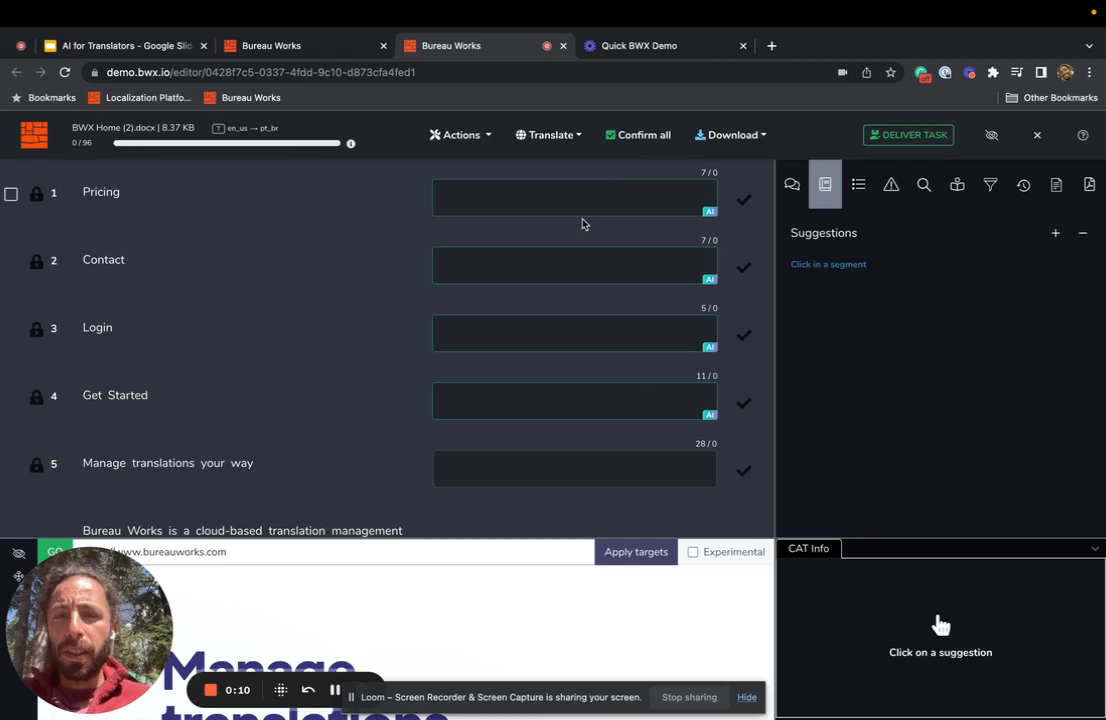 AI for Translators - Google Slid
Bureau Works
Bureau Works
Quick BWX Demo
demo.bwx.io/editor/0428f7c5-0337-4fdd-9c10-d873cfa4fed1
off
Bookmarks
Localization Platfo...
Bureau Works
Other Bookmarks
BWX Home (2).docx | 8.37 KB
T en_us → pt_br
0 / 96
Actions
Translate
Confirm all
Download
DELIVER TASK
7 / 0
1 Pricing
AI
7 / 0
2 Contact
AI
5 / 0
3 Login
AI
11 / 0
4 Get Started
AI
28 / 0
5 Manage translations your way
Bureau Works is a cloud-based translation management
Suggestions
Click in a segment
GO
/www.bureauworks.com
Apply targets
Experimental
CAT Info
Click on a suggestion
Manage
translations
0:10
Loom – Screen Recorder & Screen Capture is sharing your screen.
Stop sharing
Hide